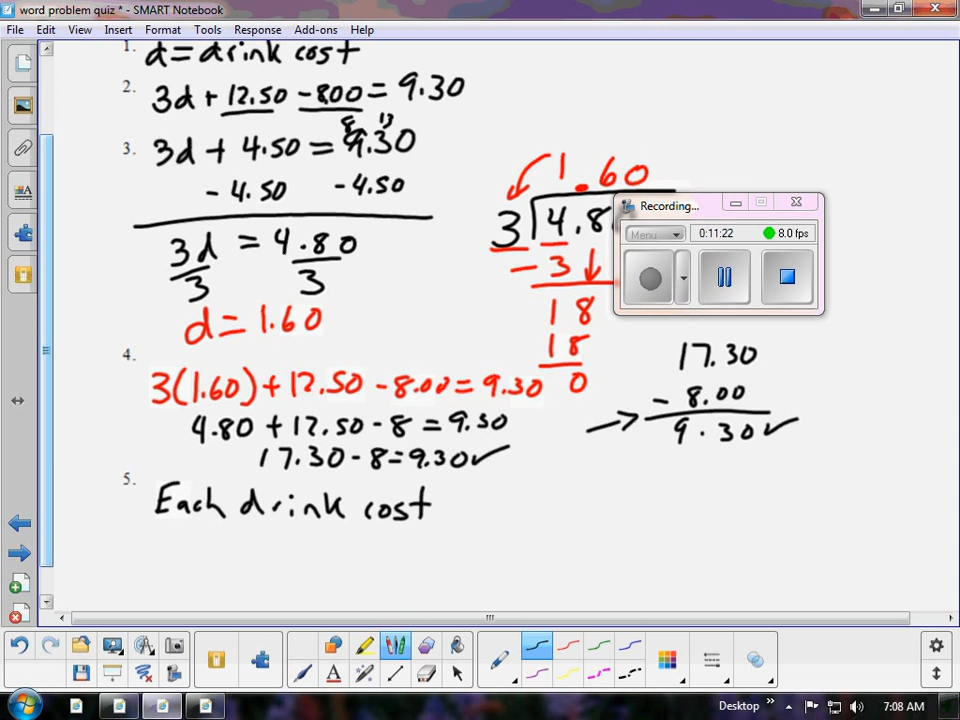 word problem quiz * - SMART Notebook
File Edit View Insert Format Tools Response Add-ons Help
1. d = drink cost
2. 3d + 12.50 - 800 = 9.30
8 13
3. 3d + 4.50 = 9.30
- 4.50 - 4.50
3d = 4.80
3 3
d = 1.60
1.60
3 4.8
- 3
18
18
0
Recording...
Menu 0:11:22 8.0 fps
4. 3(1.60) + 12.50 - 8.00 = 9.30
4.80 + 12.50 - 8 = 9.30
17.30 - 8 = 9.30 ✓
17.30
- 8.00
9.30 ✓
5. Each drink cost
Desktop » 7:08 AM